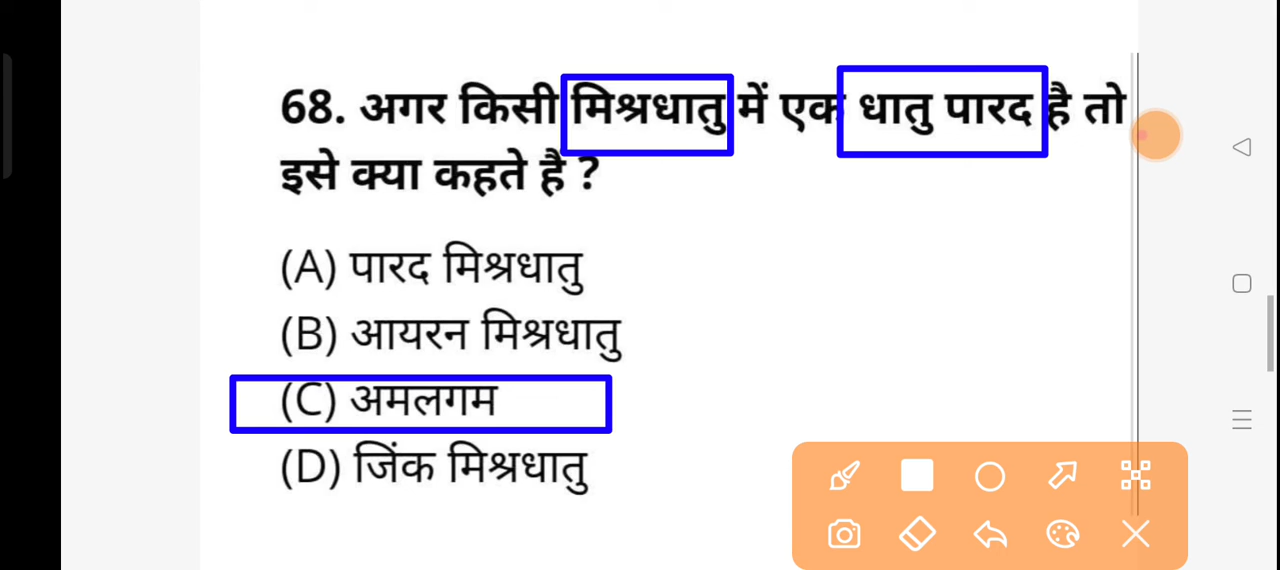 68. अगर किसी मिश्रधातु में एक धातु पारद है तो
इसे क्या कहते है ?
(A) पारद मिश्रधातु
(B) आयरन मिश्रधातु
(C) अमलगम
(D) जिंक मिश्रधातु